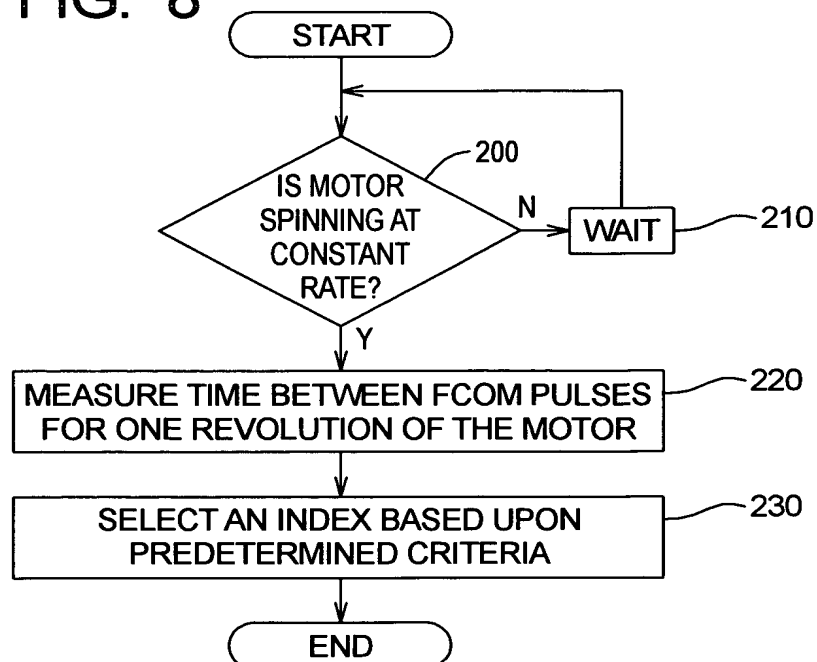 FIG. 8
START
200
IS MOTOR
SPINNING AT
CONSTANT
RATE?
N
WAIT
210
Y
MEASURE TIME BETWEEN FCOM PULSES
FOR ONE REVOLUTION OF THE MOTOR
220
SELECT AN INDEX BASED UPON
PREDETERMINED CRITERIA
230
END